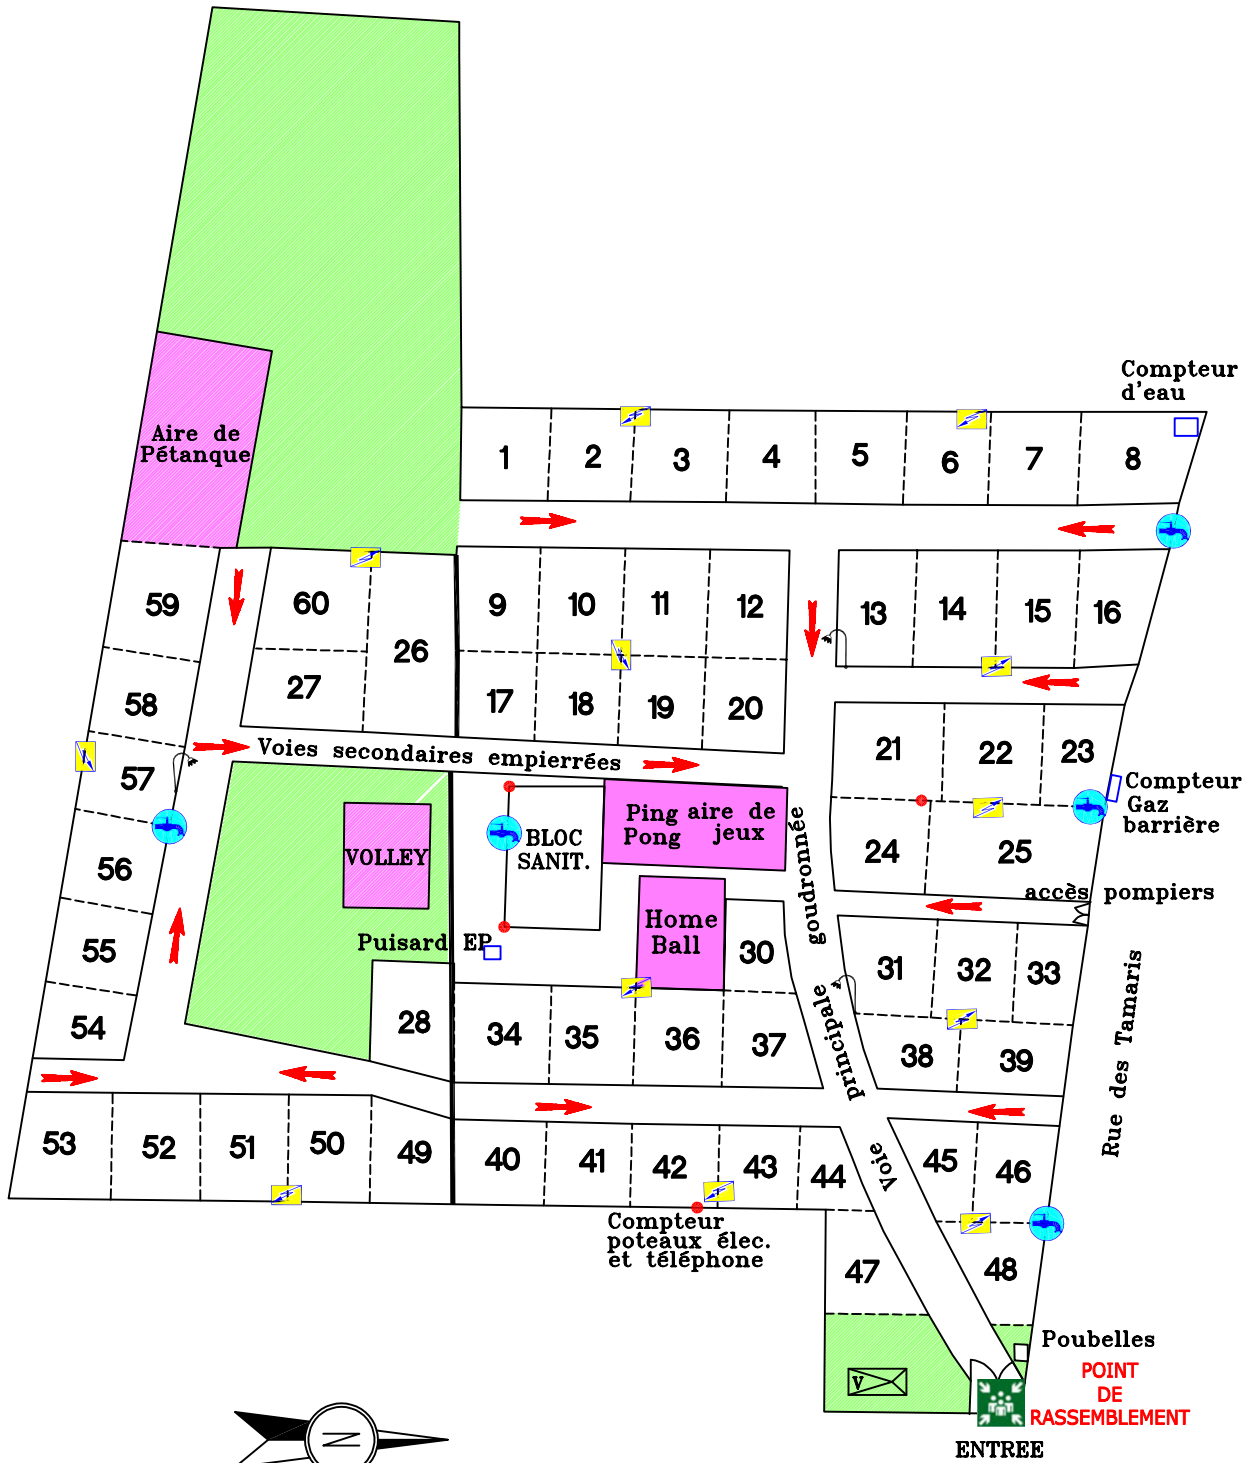 Compteur
d'eau
Aire de
Pétanque
1 2 3 4 5 6 7 8
59 60 26 9 10 11 12 13 14 15 16
58 27 17 18 19 20 21 22 23
Voies secondaires empierrées
57
Compteur
Gaz
barrière
VOLLEY
BLOC
SANIT.
Ping aire de
Pong jeux
56 24 25
accès pompiers
Home
Ball
Puisard EP
55 30 31 32 33
54 28 34 35 36 37 38 39
Voie principale goudronnée
Rue des Tamaris
53 52 51 50 49 40 41 42 43 44 45 46
Compteur
poteaux élec.
et téléphone
47 48
Poubelles
V
POINT
DE
RASSEMBLEMENT
ENTREE
N